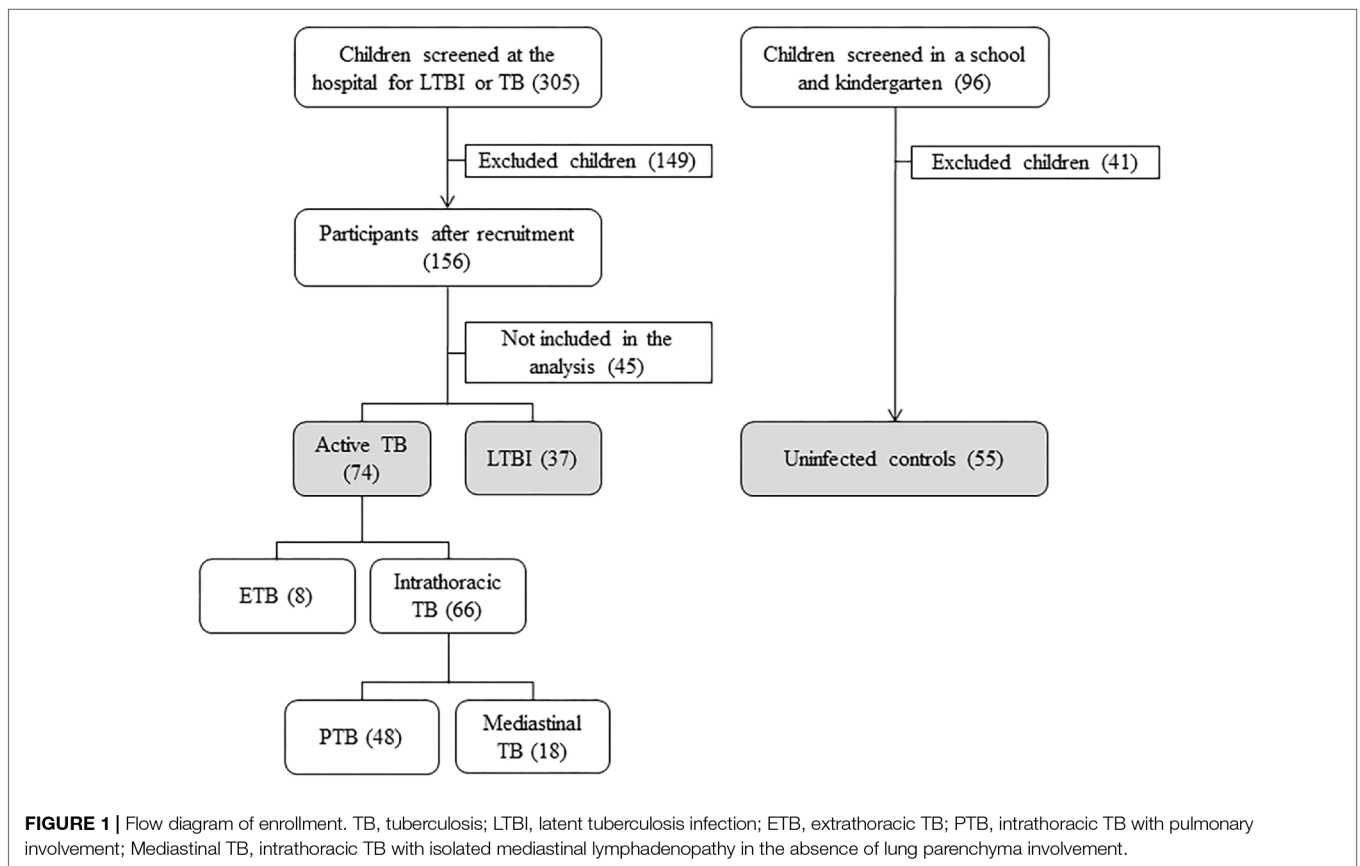 Children screened at the
hospital for LTBI or TB (305)
Children screened in a school
and kindergarten (96)
Excluded children (149)
Excluded children (41)
Participants after recruitment
(156)
Not included in the
analysis (45)
Active TB
(74)
LTBI (37)
Uninfected controls (55)
ETB (8)
Intrathoracic
TB (66)
PTB (48)
Mediastinal
TB (18)
FIGURE 1 | Flow diagram of enrollment. TB, tuberculosis; LTBI, latent tuberculosis infection; ETB, extrathoracic TB; PTB, intrathoracic TB with pulmonary
involvement; Mediastinal TB, intrathoracic TB with isolated mediastinal lymphadenopathy in the absence of lung parenchyma involvement.